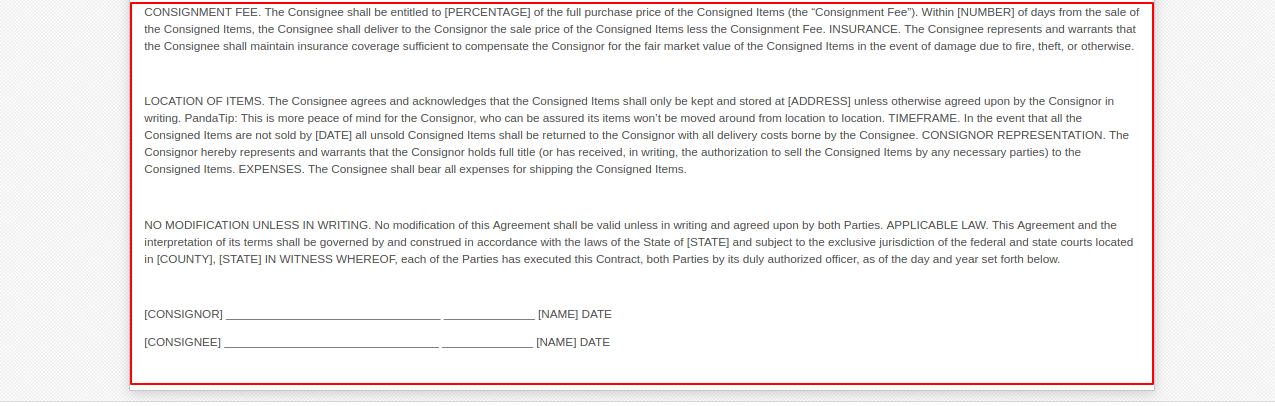 CONSIGNMENT FEE. The Consignee shall be entitled to [PERCENTAGE] of the full purchase price of the Consigned Items (the “Consignment Fee”). Within [NUMBER] of days from the sale of
the Consigned Items, the Consignee shall deliver to the Consignor the sale price of the Consigned Items less the Consignment Fee. INSURANCE. The Consignee represents and warrants that
the Consignee shall maintain insurance coverage sufficient to compensate the Consignor for the fair market value of the Consigned Items in the event of damage due to fire, theft, or otherwise.
LOCATION OF ITEMS. The Consignee agrees and acknowledges that the Consigned Items shall only be kept and stored at [ADDRESS] unless otherwise agreed upon by the Consignor in
writing. PandaTip: This is more peace of mind for the Consignor, who can be assured its items won’t be moved around from location to location. TIMEFRAME. In the event that all the
Consigned Items are not sold by [DATE] all unsold Consigned Items shall be returned to the Consignor with all delivery costs borne by the Consignee. CONSIGNOR REPRESENTATION. The
Consignor hereby represents and warrants that the Consignor holds full title (or has received, in writing, the authorization to sell the Consigned Items by any necessary parties) to the
Consigned Items. EXPENSES. The Consignee shall bear all expenses for shipping the Consigned Items.
NO MODIFICATION UNLESS IN WRITING. No modification of this Agreement shall be valid unless in writing and agreed upon by both Parties. APPLICABLE LAW. This Agreement and the
interpretation of its terms shall be governed by and construed in accordance with the laws of the State of [STATE] and subject to the exclusive jurisdiction of the federal and state courts located
in [COUNTY], [STATE] IN WITNESS WHEREOF, each of the Parties has executed this Contract, both Parties by its duly authorized officer, as of the day and year set forth below.
[CONSIGNOR] _________________________________ ______________ [NAME] DATE
[CONSIGNEE] _________________________________ ______________ [NAME] DATE